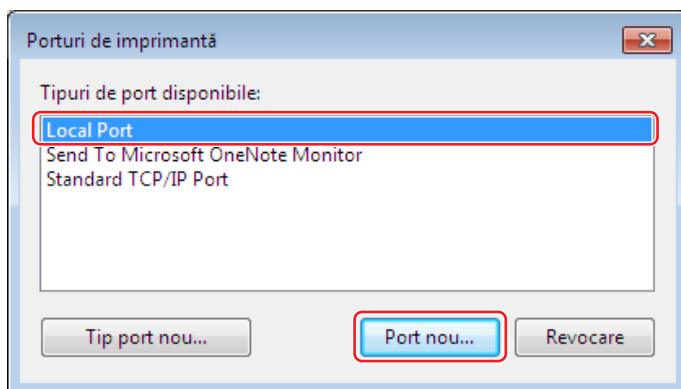 Porturi de imprimantă
Tipuri de port disponibile:
Local Port
Send To Microsoft OneNote Monitor
Standard TCP/IP Port
Tip port nou... Port nou... Revocare